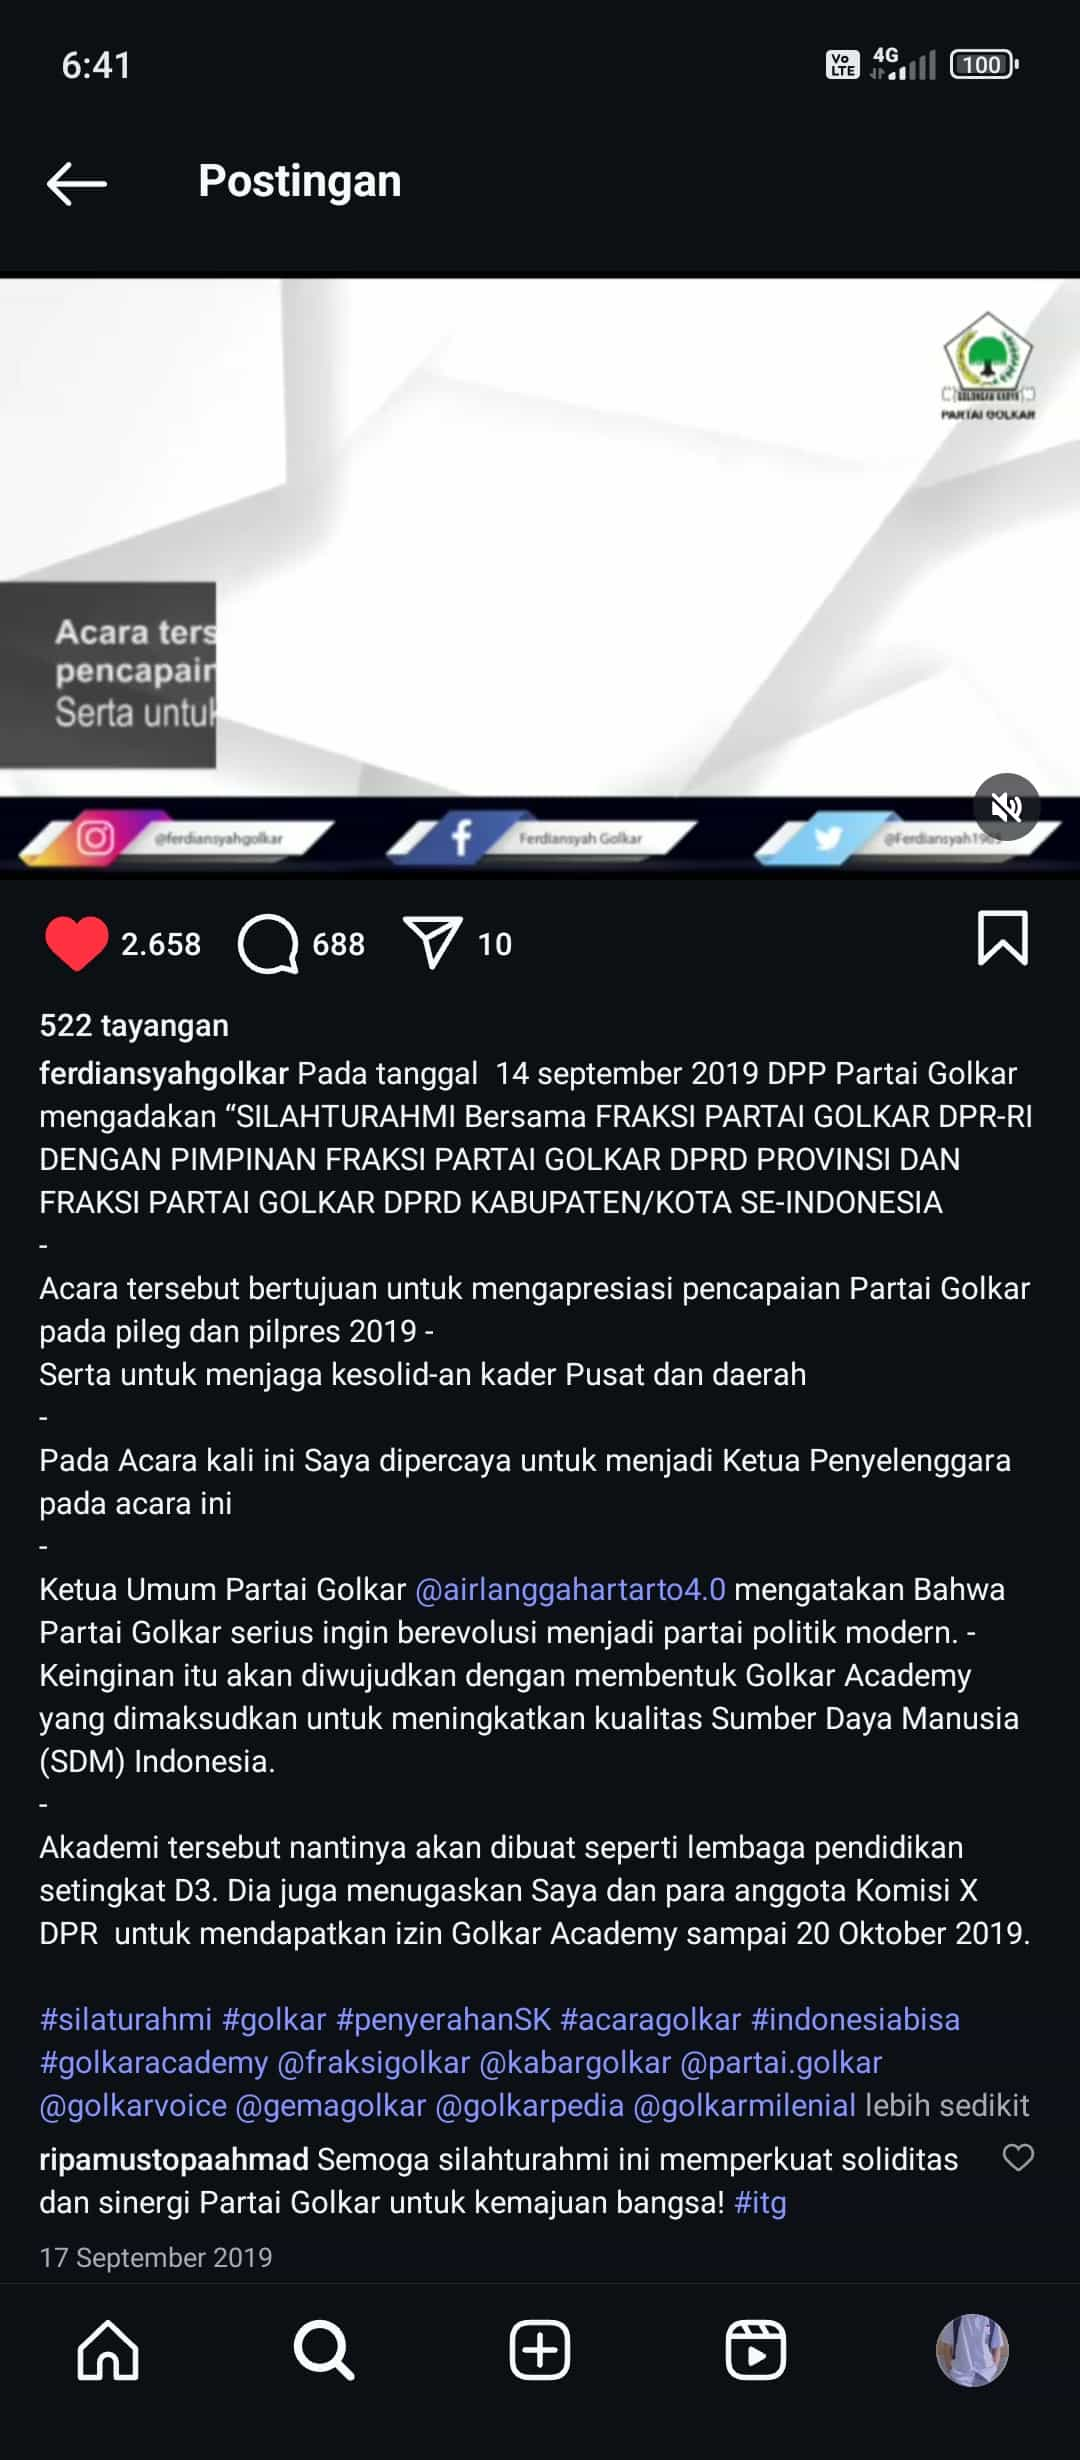 6:41
Vo LTE 4G 100
Postingan
GOLONGAN KARYA
PARTAI GOLKAR
Acara ters
pencapain
Serta untuk
@ferdiansyahgolkar Ferdiansyah Golkar @Ferdiansyah1965
2.658 688 10
522 tayangan
ferdiansyahgolkar Pada tanggal  14 september 2019 DPP Partai Golkar
mengadakan “SILAHTURAHMI Bersama FRAKSI PARTAI GOLKAR DPR-RI
DENGAN PIMPINAN FRAKSI PARTAI GOLKAR DPRD PROVINSI DAN
FRAKSI PARTAI GOLKAR DPRD KABUPATEN/KOTA SE-INDONESIA
-
Acara tersebut bertujuan untuk mengapresiasi pencapaian Partai Golkar
pada pileg dan pilpres 2019 -
Serta untuk menjaga kesolid-an kader Pusat dan daerah
-
Pada Acara kali ini Saya dipercaya untuk menjadi Ketua Penyelenggara
pada acara ini
-
Ketua Umum Partai Golkar @airlanggahartarto4.0 mengatakan Bahwa
Partai Golkar serius ingin berevolusi menjadi partai politik modern. -
Keinginan itu akan diwujudkan dengan membentuk Golkar Academy
yang dimaksudkan untuk meningkatkan kualitas Sumber Daya Manusia
(SDM) Indonesia.
-
Akademi tersebut nantinya akan dibuat seperti lembaga pendidikan
setingkat D3. Dia juga menugaskan Saya dan para anggota Komisi X
DPR  untuk mendapatkan izin Golkar Academy sampai 20 Oktober 2019.
#silaturahmi #golkar #penyerahanSK #acaragolkar #indonesiabisa
#golkaracademy @fraksigolkar @kabargolkar @partai.golkar
@golkarvoice @gemagolkar @golkarpedia @golkarmilenial lebih sedikit
ripamustopaahmad Semoga silahturahmi ini memperkuat soliditas
dan sinergi Partai Golkar untuk kemajuan bangsa! #itg
17 September 2019